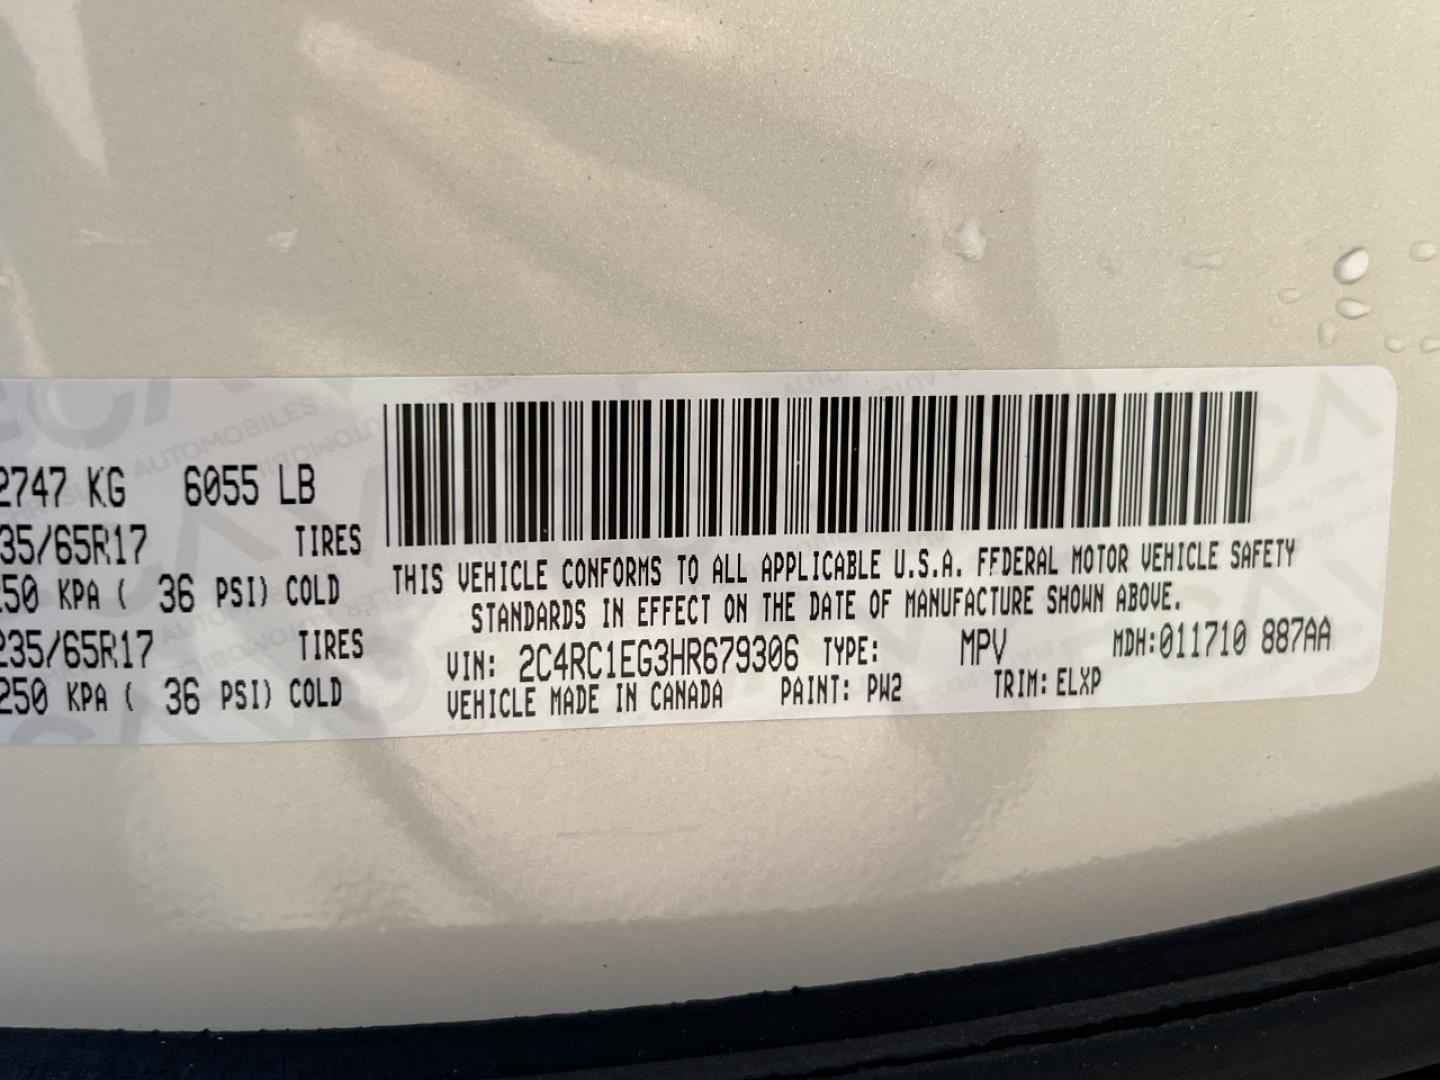 2747 KG 6055 LB
35/65R17 TIRES
250 KPA ( 36 PSI) COLD
235/65R17 TIRES
250 KPA ( 36 PSI) COLD
THIS VEHICLE CONFORMS TO ALL APPLICABLE U.S.A. FFDERAL MOTOR VEHICLE SAFETY
STANDARDS IN EFFECT ON THE DATE OF MANUFACTURE SHOWN ABOVE.
VIN: 2C4RC1EG3HR679306 TYPE: MPV MDH:011710 887AA
VEHICLE MADE IN CANADA PAINT: PW2 TRIM: ELXP
AUTOMOBILES